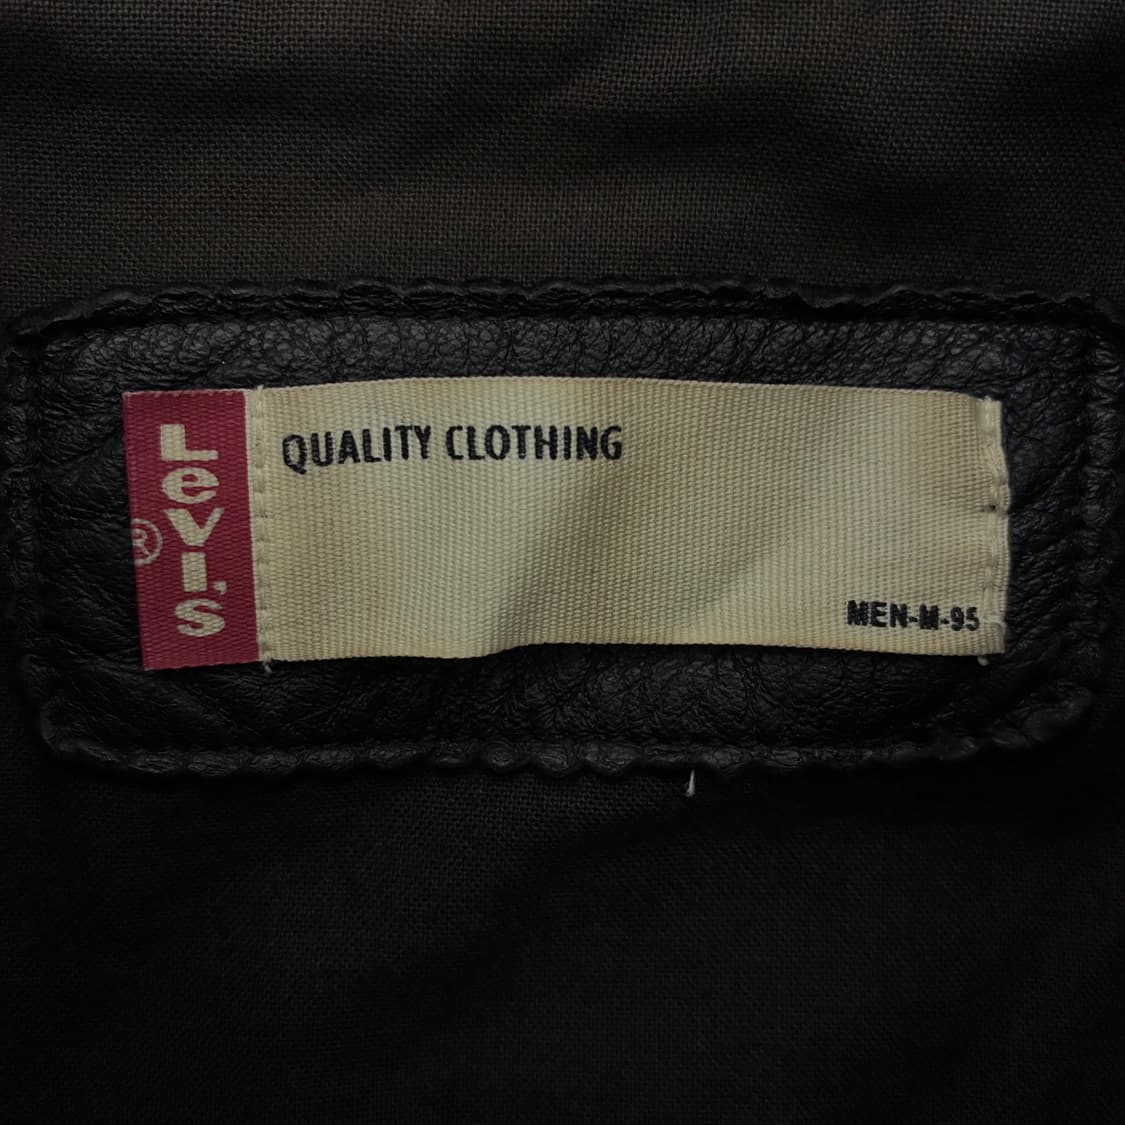 LeVI.S
®
QUALITY CLOTHING
MEN-M-95